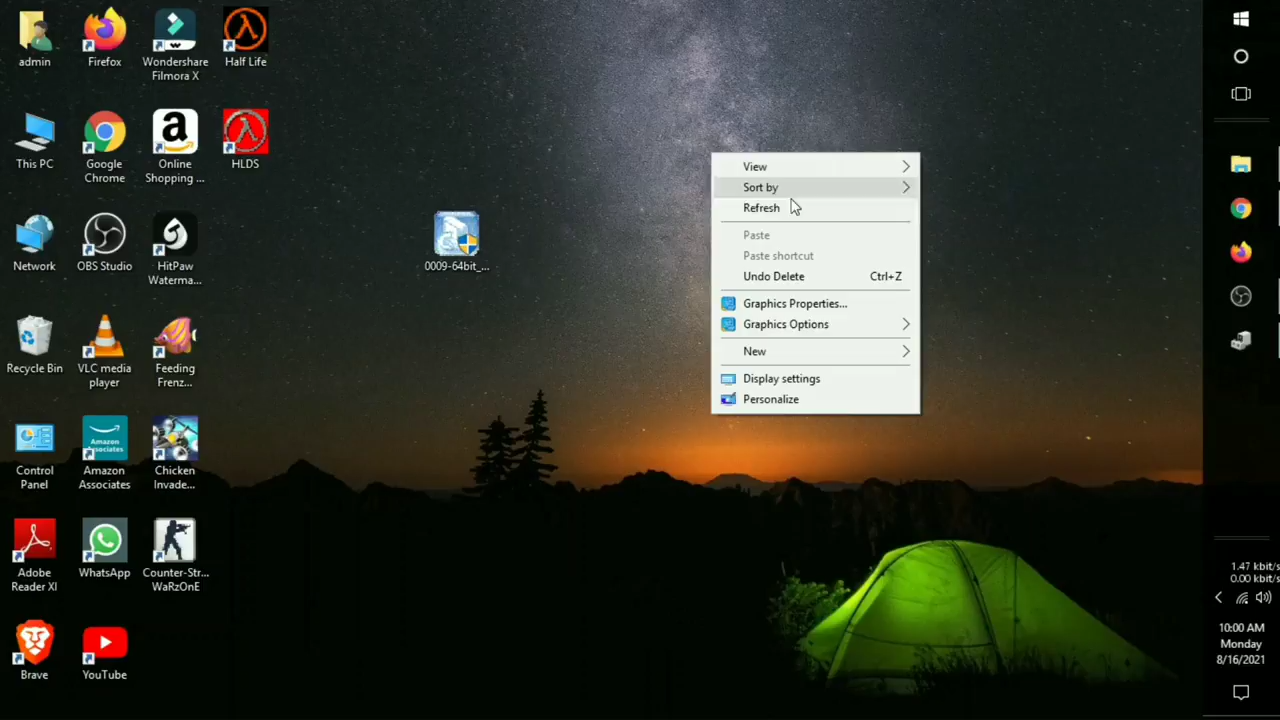 admin
Firefox
Wondershare
Filmora X
Half Life
This PC
Google
Chrome
Online
Shopping ...
HLDS
Network
OBS Studio
HitPaw
Waterma...
0009-64bit_...
Recycle Bin
VLC media
player
Feeding
Frenz...
Control
Panel
Amazon
Associates
Amazon
Associates
Chicken
Invade...
Adobe
Reader XI
WhatsApp
Counter-Str...
WaRzOnE
Brave
YouTube
View
Sort by
Refresh
Paste
Paste shortcut
Undo Delete Ctrl+Z
Graphics Properties...
Graphics Options
New
Display settings
Personalize
1.47 kbit/s
0.00 kbit/s
10:00 AM
Monday
8/16/2021